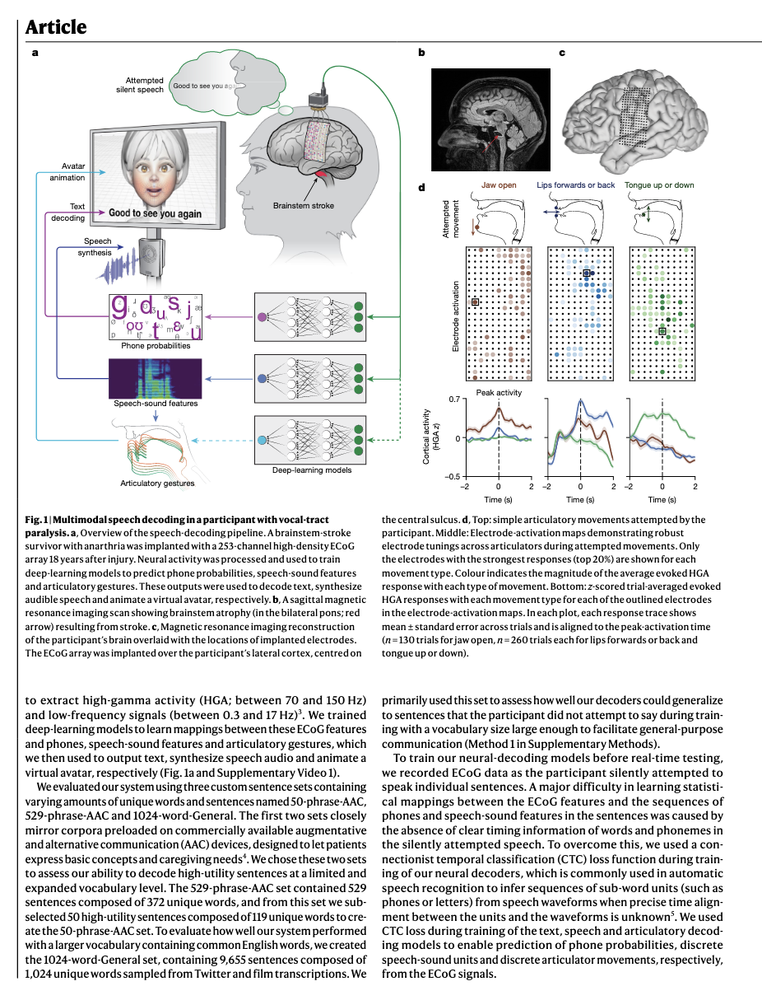 Article
a
Attempted
silent speech
Good to see you aga
Avatar
animation
Text
decoding
Good to see you again
Brainstem stroke
Speech
synthesis
Phone probabilities
Speech-sound features
Articulatory gestures
Deep-learning models
b
c
d
Jaw open
Lips forwards or back
Tongue up or down
Attempted
movement
Electrode activation
Peak activity
Cortical activity
(HGA z)
0.7
0
–0.5
–2 0 2
–2 0 2
–2 0 2
Time (s)
Time (s)
Time (s)
Fig. 1 | Multimodal speech decoding in a participant with vocal-tract
paralysis. a, Overview of the speech-decoding pipeline. A brainstem-stroke
survivor with anarthria was implanted with a 253-channel high-density ECoG
array 18 years after injury. Neural activity was processed and used to train
deep-learning models to predict phone probabilities, speech-sound features
and articulatory gestures. These outputs were used to decode text, synthesize
audible speech and animate a virtual avatar, respectively. b, A sagittal magnetic
resonance imaging scan showing brainstem atrophy (in the bilateral pons; red
arrow) resulting from stroke. c, Magnetic resonance imaging reconstruction
of the participant's brain overlaid with the locations of implanted electrodes.
The ECoG array was implanted over the participant's lateral cortex, centred on
the central sulcus. d, Top: simple articulatory movements attempted by the
participant. Middle: Electrode-activation maps demonstrating robust
electrode tunings across articulators during attempted movements. Only
the electrodes with the strongest responses (top 20%) are shown for each
movement type. Colour indicates the magnitude of the average evoked HGA
response with each type of movement. Bottom: z-scored trial-averaged evoked
HGA responses with each movement type for each of the outlined electrodes
in the electrode-activation maps. In each plot, each response trace shows
mean ± standard error across trials and is aligned to the peak-activation time
(n = 130 trials for jaw open, n = 260 trials each for lips forwards or back and
tongue up or down).
to extract high-gamma activity (HGA; between 70 and 150 Hz)
and low-frequency signals (between 0.3 and 17 Hz)3. We trained
deep-learning models to learn mappings between these ECoG features
and phones, speech-sound features and articulatory gestures, which
we then used to output text, synthesize speech audio and animate a
virtual avatar, respectively (Fig. 1a and Supplementary Video 1).
We evaluated our system using three custom sentence sets containing
varying amounts of unique words and sentences named 50-phrase-AAC,
529-phrase-AAC and 1024-word-General. The first two sets closely
mirror corpora preloaded on commercially available augmentative
and alternative communication (AAC) devices, designed to let patients
express basic concepts and caregiving needs4. We chose these two sets
to assess our ability to decode high-utility sentences at a limited and
expanded vocabulary level. The 529-phrase-AAC set contained 529
sentences composed of 372 unique words, and from this set we sub-
selected 50 high-utility sentences composed of 119 unique words to cre-
ate the 50-phrase-AAC set. To evaluate how well our system performed
with a larger vocabulary containing common English words, we created
the 1024-word-General set, containing 9,655 sentences composed of
1,024 unique words sampled from Twitter and film transcriptions. We
primarily used this set to assess how well our decoders could generalize
to sentences that the participant did not attempt to say during train-
ing with a vocabulary size large enough to facilitate general-purpose
communication (Method 1 in Supplementary Methods).
To train our neural-decoding models before real-time testing,
we recorded ECoG data as the participant silently attempted to
speak individual sentences. A major difficulty in learning statisti-
cal mappings between the ECoG features and the sequences of
phones and speech-sound features in the sentences was caused by
the absence of clear timing information of words and phonemes in
the silently attempted speech. To overcome this, we used a con-
nectionist temporal classification (CTC) loss function during train-
ing of our neural decoders, which is commonly used in automatic
speech recognition to infer sequences of sub-word units (such as
phones or letters) from speech waveforms when precise time align-
ment between the units and the waveforms is unknown5. We used
CTC loss during training of the text, speech and articulatory decod-
ing models to enable prediction of phone probabilities, discrete
speech-sound units and discrete articulator movements, respectively,
from the ECoG signals.